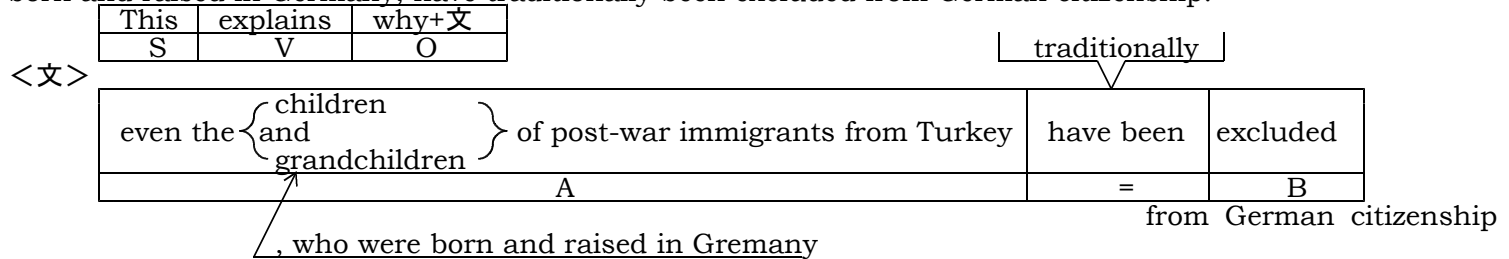 born and raised in Germany, have traditionally been excluded from German citizenship.
This explains why+文
S V O
traditionally
<文>
children
even the and of post-war immigrants from Turkey have been excluded
grandchildren
A = B
from German citizenship
, who were born and raised in Gremany